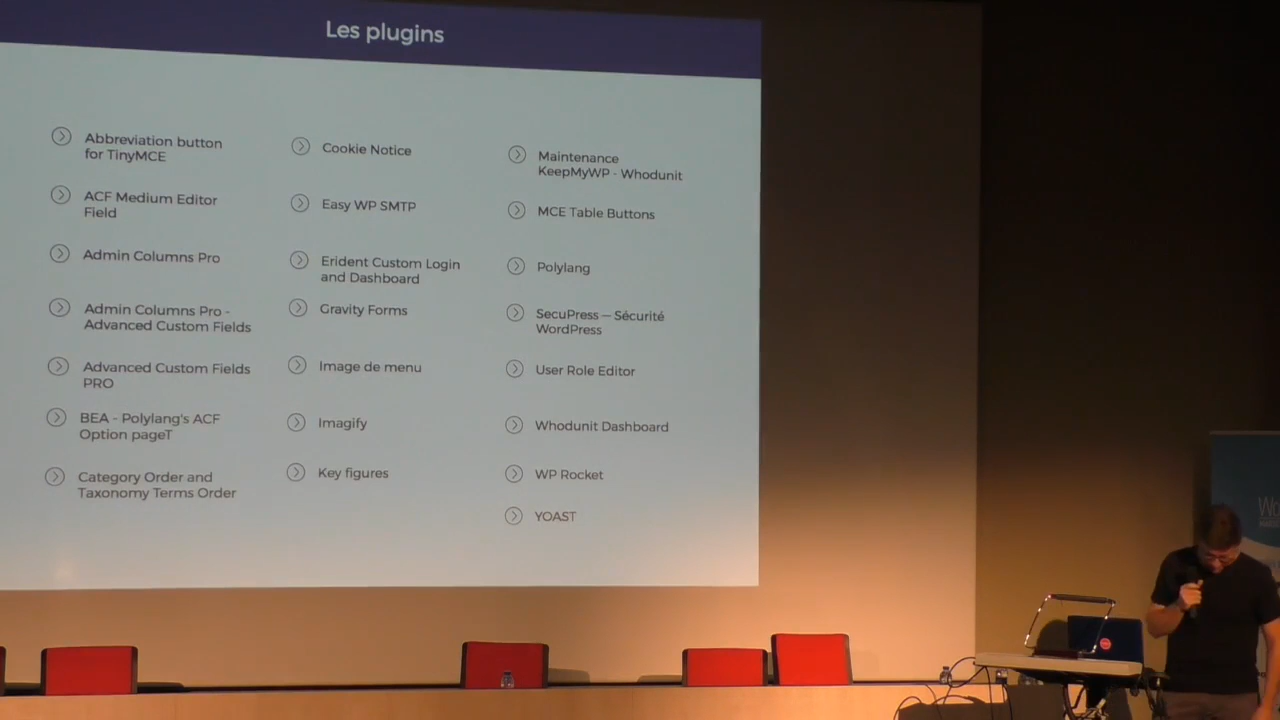 Les plugins
Abbreviation button
for TinyMCE
ACF Medium Editor
Field
Admin Columns Pro
Admin Columns Pro -
Advanced Custom Fields
Advanced Custom Fields
PRO
BEA - Polylang's ACF
Option pageT
Category Order and
Taxonomy Terms Order
Cookie Notice
Easy WP SMTP
Erident Custom Login
and Dashboard
Gravity Forms
Image de menu
Imagify
Key figures
Maintenance
KeepMyWP - Whodunit
MCE Table Buttons
Polylang
SecuPress — Sécurité
WordPress
User Role Editor
Whodunit Dashboard
WP Rocket
YOAST